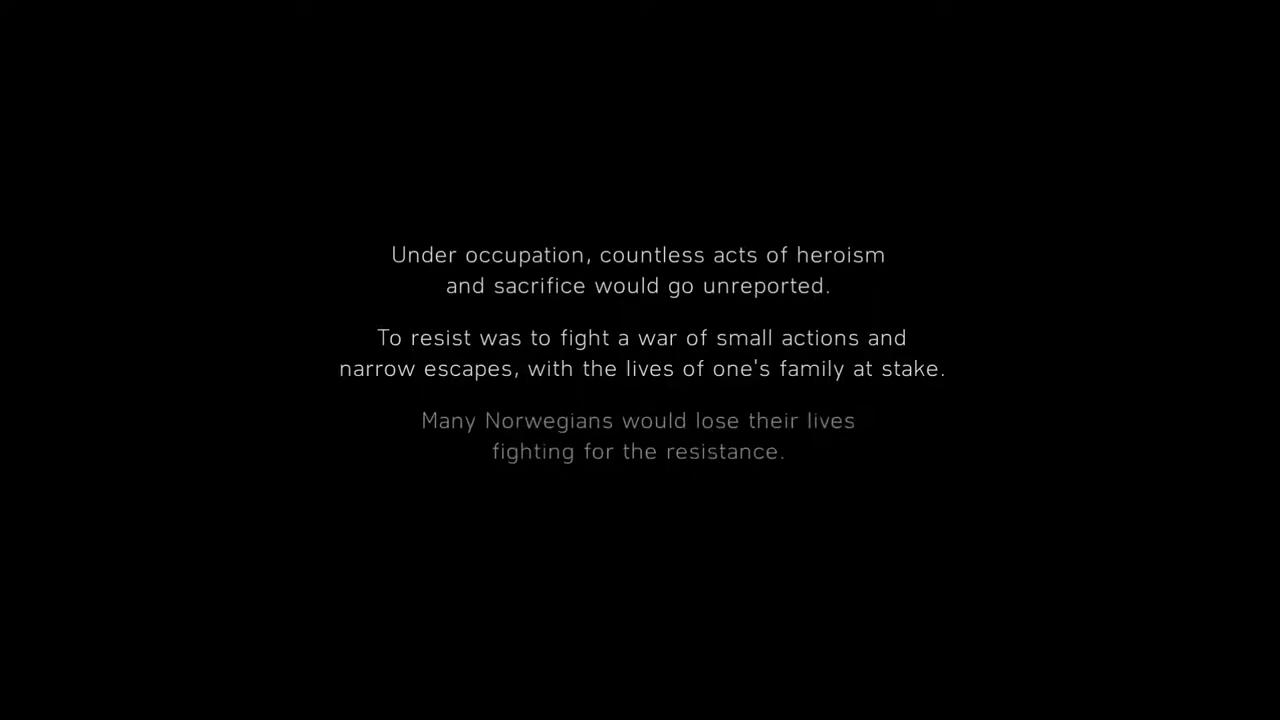 Under occupation, countless acts of heroism
and sacrifice would go unreported.
To resist was to fight a war of small actions and
narrow escapes, with the lives of one's family at stake.
Many Norwegians would lose their lives
fighting for the resistance.